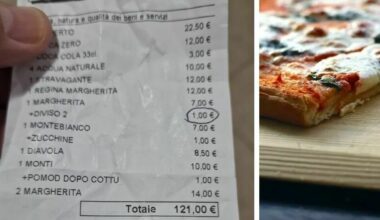 , natura e qualità dei beni e servizi
22,50 €
ZERO 12,00 €
COCA COLA 33cl 3,00 €
4 ACQUA NATURALE 10,00 €
1 STRAVAGANTE 12,00 €
1 REGINA MARGHERITA 12,00 €
1 MARGHERITA 7,00 €
+DIVISO 2 1,00 €
1 MONTEBIANCO 7,00 €
+ZUCCHINE 1,00 €
1 DIAVOLA 8,50 €
1 MONTI 10,00 €
+POMOD DOPO COTTU 1,00 €
2 MARGHERITA 14,00 €
Totale 121,00 €